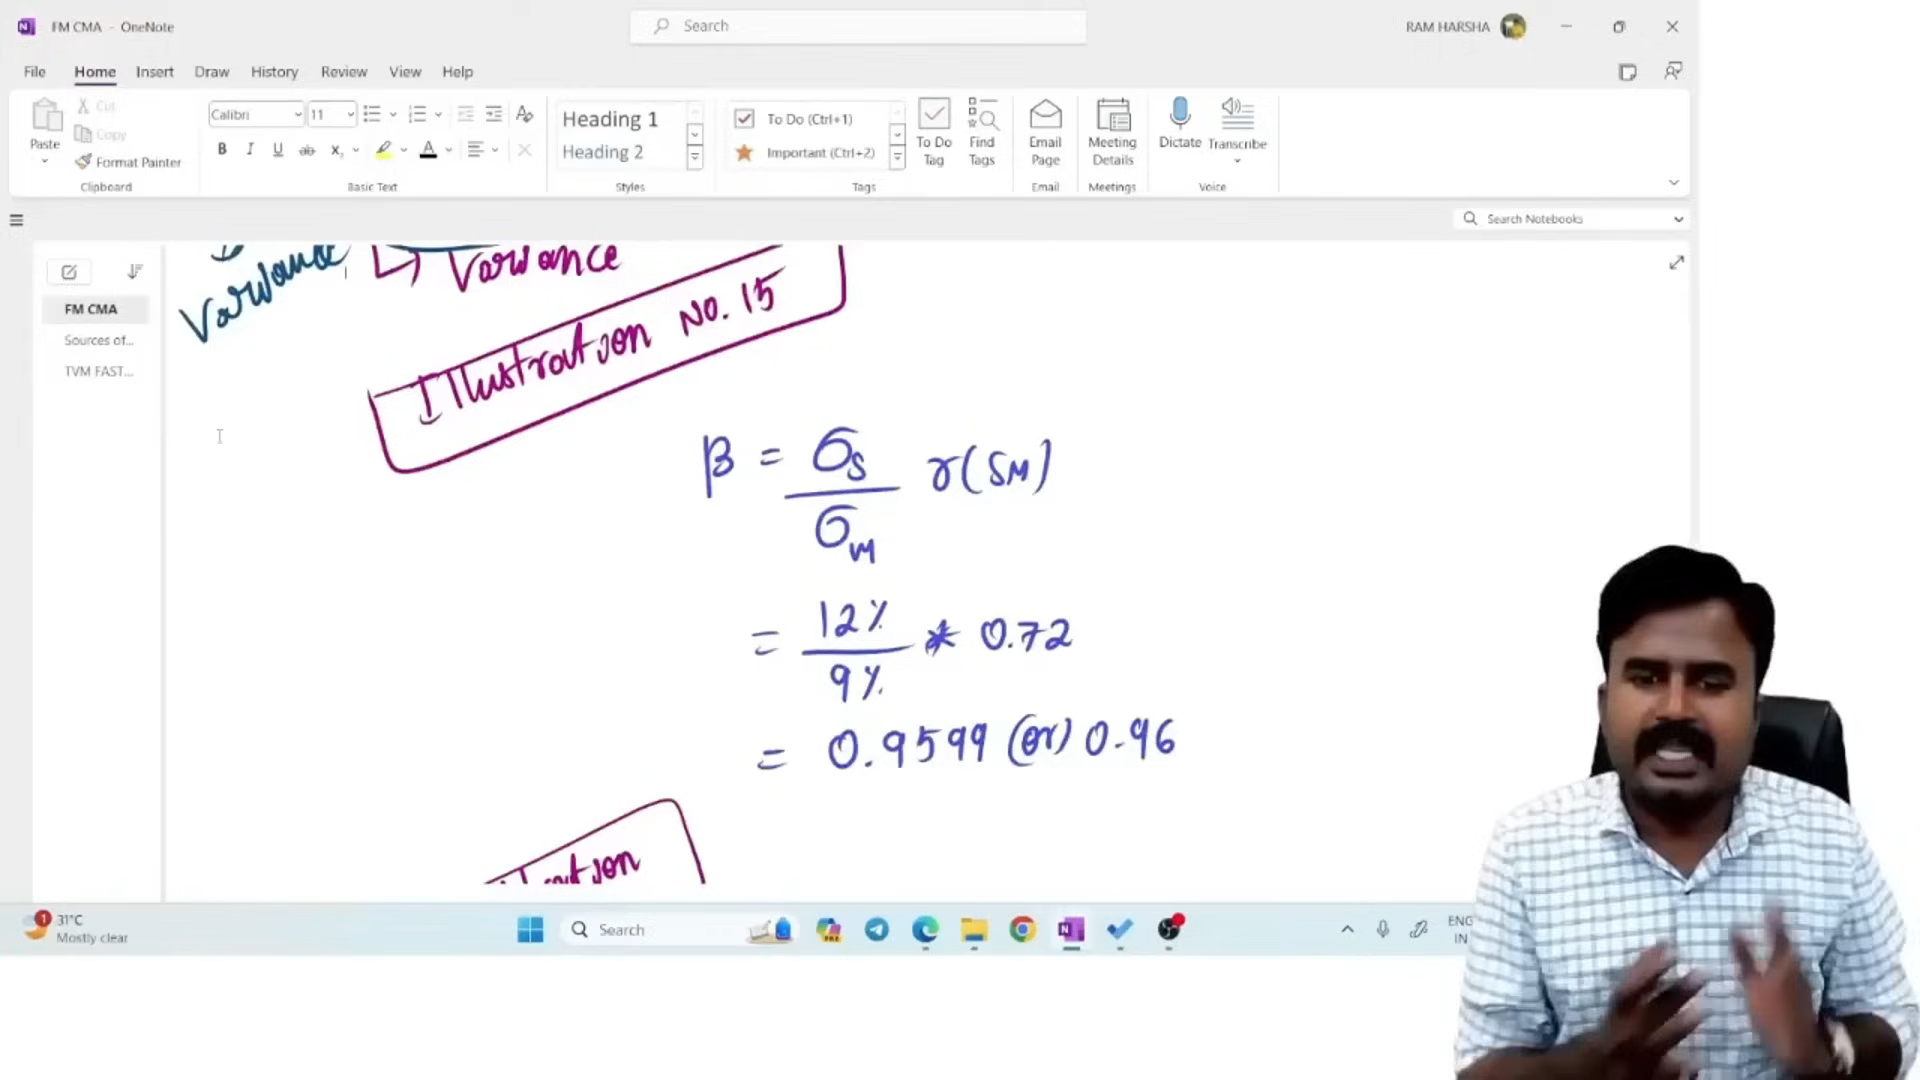 FM CMA - OneNote
Search
RAM HARSHA
File Home Insert Draw History Review View Help
Paste
Cut
Copy
Format Painter
Clipboard
Calibri 11
B I U ab X
A
Basic Text
Heading 1
Heading 2
Styles
To Do (Ctrl+1)
Important (Ctrl+2)
Tags
To Do Tag
Find Tags
Email Page
Email
Meeting Details
Meetings
Dictate
Transcribe
Voice
Search Notebooks
FM CMA
Sources of...
TVM FAST...
Variance
Variance
Illustration No. 15
β = σs / σm r(SM)
= 12% / 9% * 0.72
= 0.9599 (or) 0.96
31°C
Mostly clear
1
Search
ENG
IN